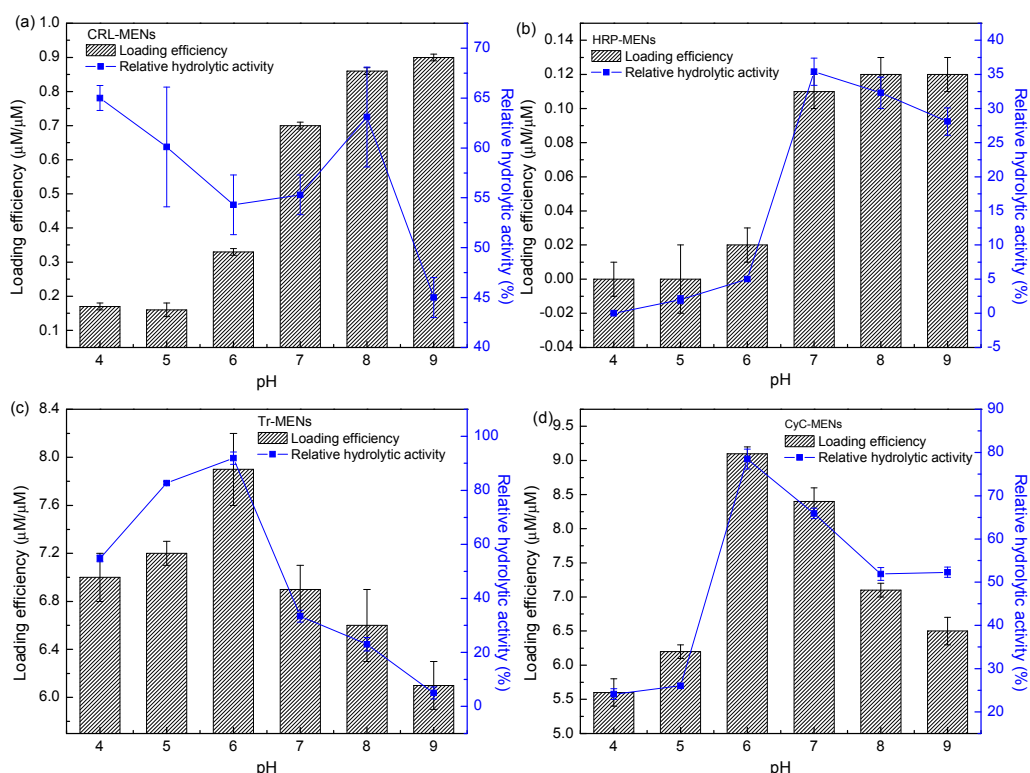 (a)
CRL-MENs
Loading efficiency
Relative hydrolytic activity
Loading efficiency (μM/μM)
1.0
0.9
0.8
0.7
0.6
0.5
0.4
0.3
0.2
0.1
70
65
60
55
50
45
40
Relative hydrolytic activity (%)
4 5 6 7 8 9
pH
(b)
HRP-MENs
Loading efficiency
Relative hydrolytic activity
Loading efficiency (μM/μM)
0.14
0.12
0.10
0.08
0.06
0.04
0.02
0.00
-0.02
-0.04
40
35
30
25
20
15
10
5
0
-5
Relative hydrolytic activity (%)
4 5 6 7 8 9
pH
(c)
Tr-MENs
Loading efficiency
Relative hydrolytic activity
Loading efficiency (μM/μM)
8.4
8.0
7.6
7.2
6.8
6.4
6.0
100
80
60
40
20
0
Relative hydrolytic activity (%)
4 5 6 7 8 9
pH
(d)
CyC-MENs
Loading efficiency
Relative hydrolytic activity
Loading efficiency (μM/μM)
9.5
9.0
8.5
8.0
7.5
7.0
6.5
6.0
5.5
5.0
90
80
70
60
50
40
30
20
Relative hydrolytic activity (%)
4 5 6 7 8 9
pH